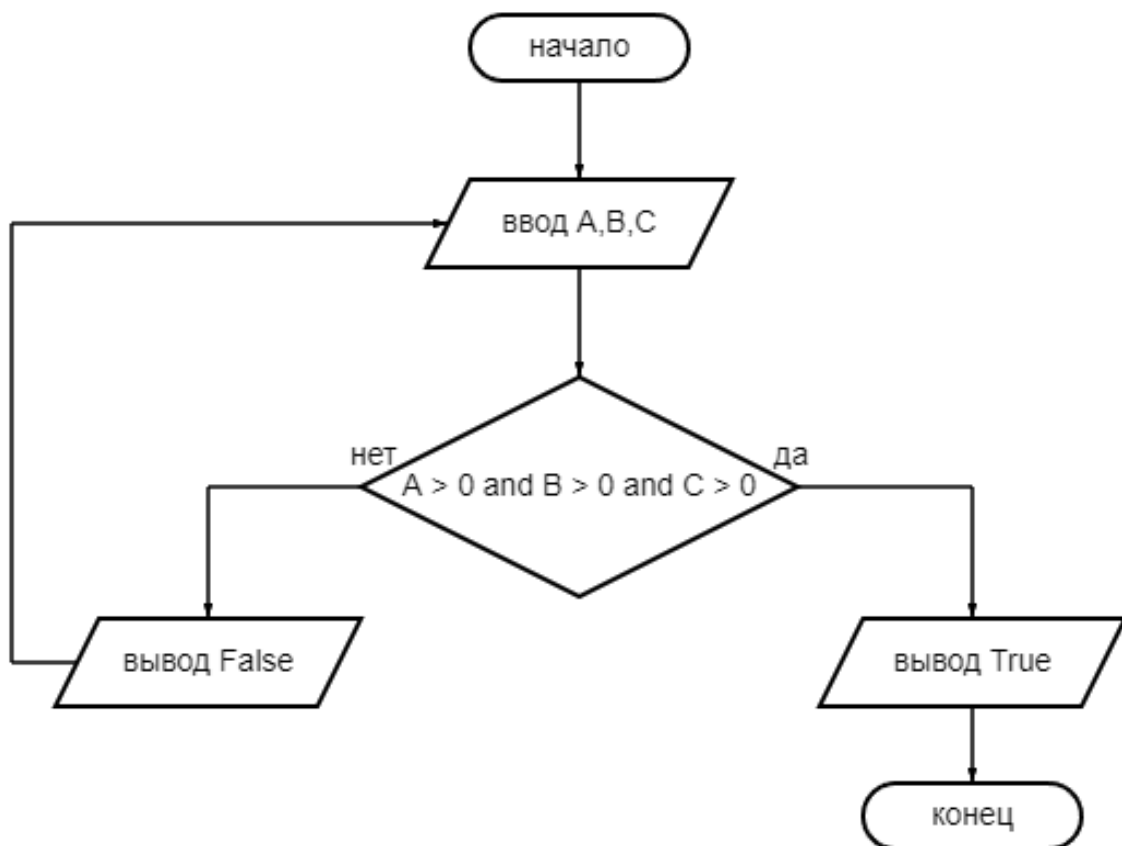 начало
ввод A,B,C
нет
да
A > 0 and B > 0 and C > 0
вывод False
вывод True
конец